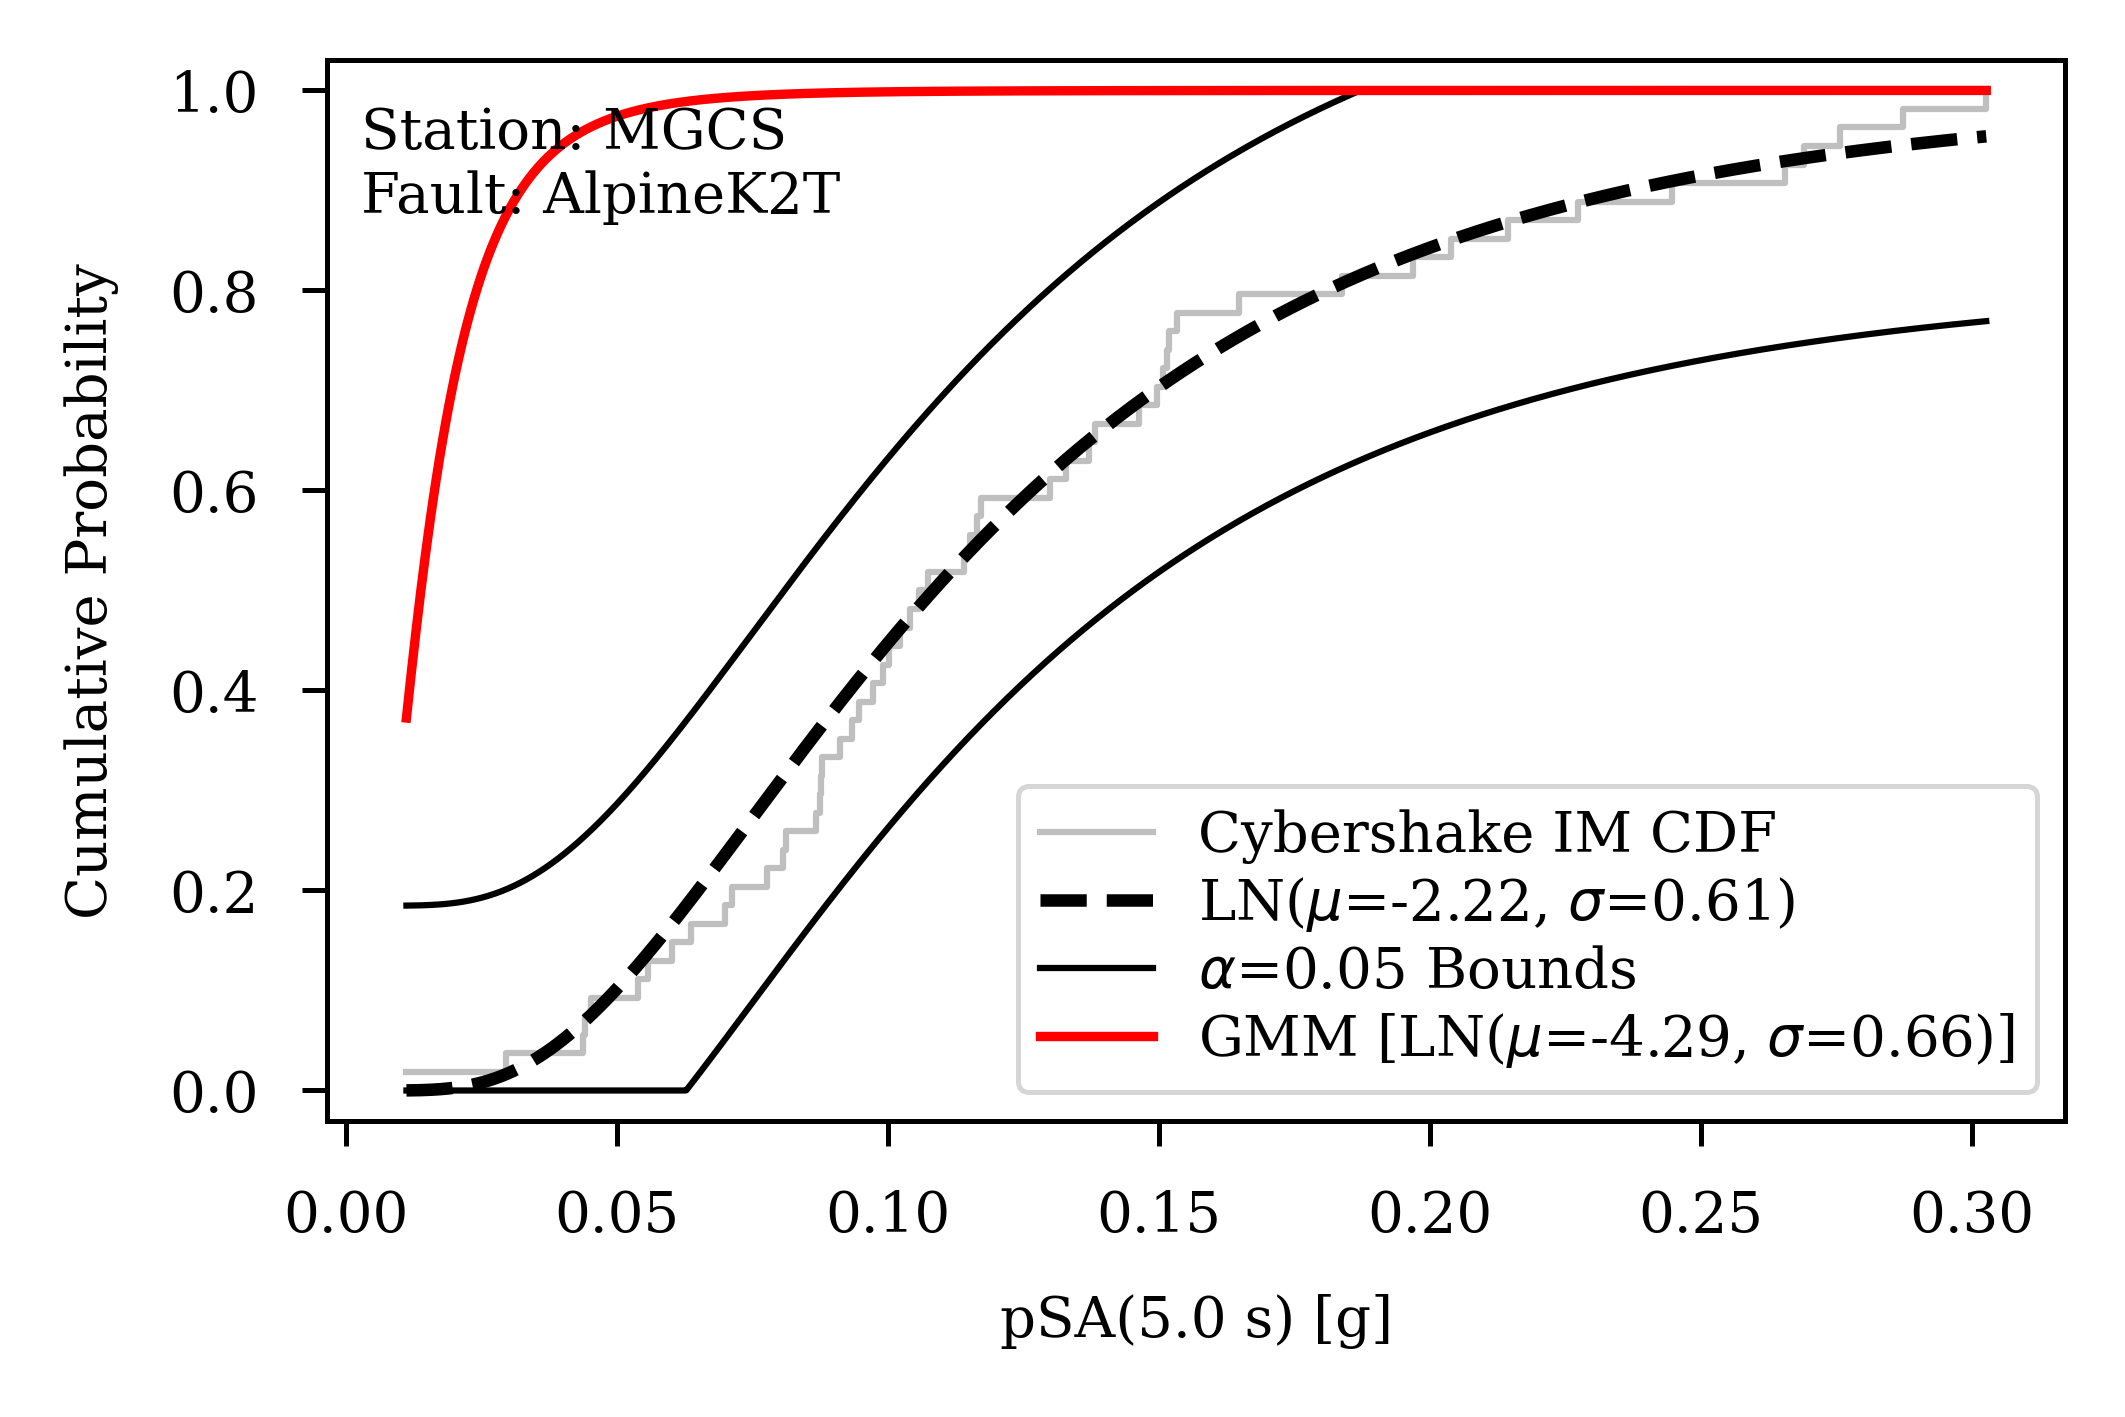 Station: MGCS
Fault: AlpineK2T
Cumulative Probability
1.0
0.8
0.6
0.4
0.2
0.0
Cybershake IM CDF
LN(μ=-2.22, σ=0.61)
α=0.05 Bounds
GMM [LN(μ=-4.29, σ=0.66)]
0.00 0.05 0.10 0.15 0.20 0.25 0.30
pSA(5.0 s) [g]